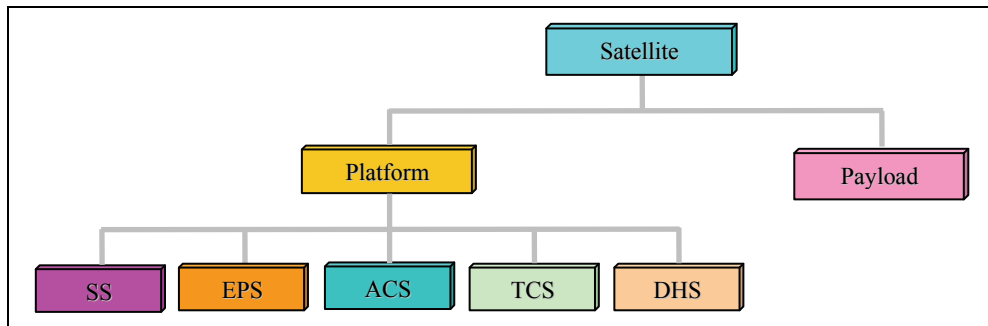 Satellite
Platform
Payload
SS
EPS
ACS
TCS
DHS